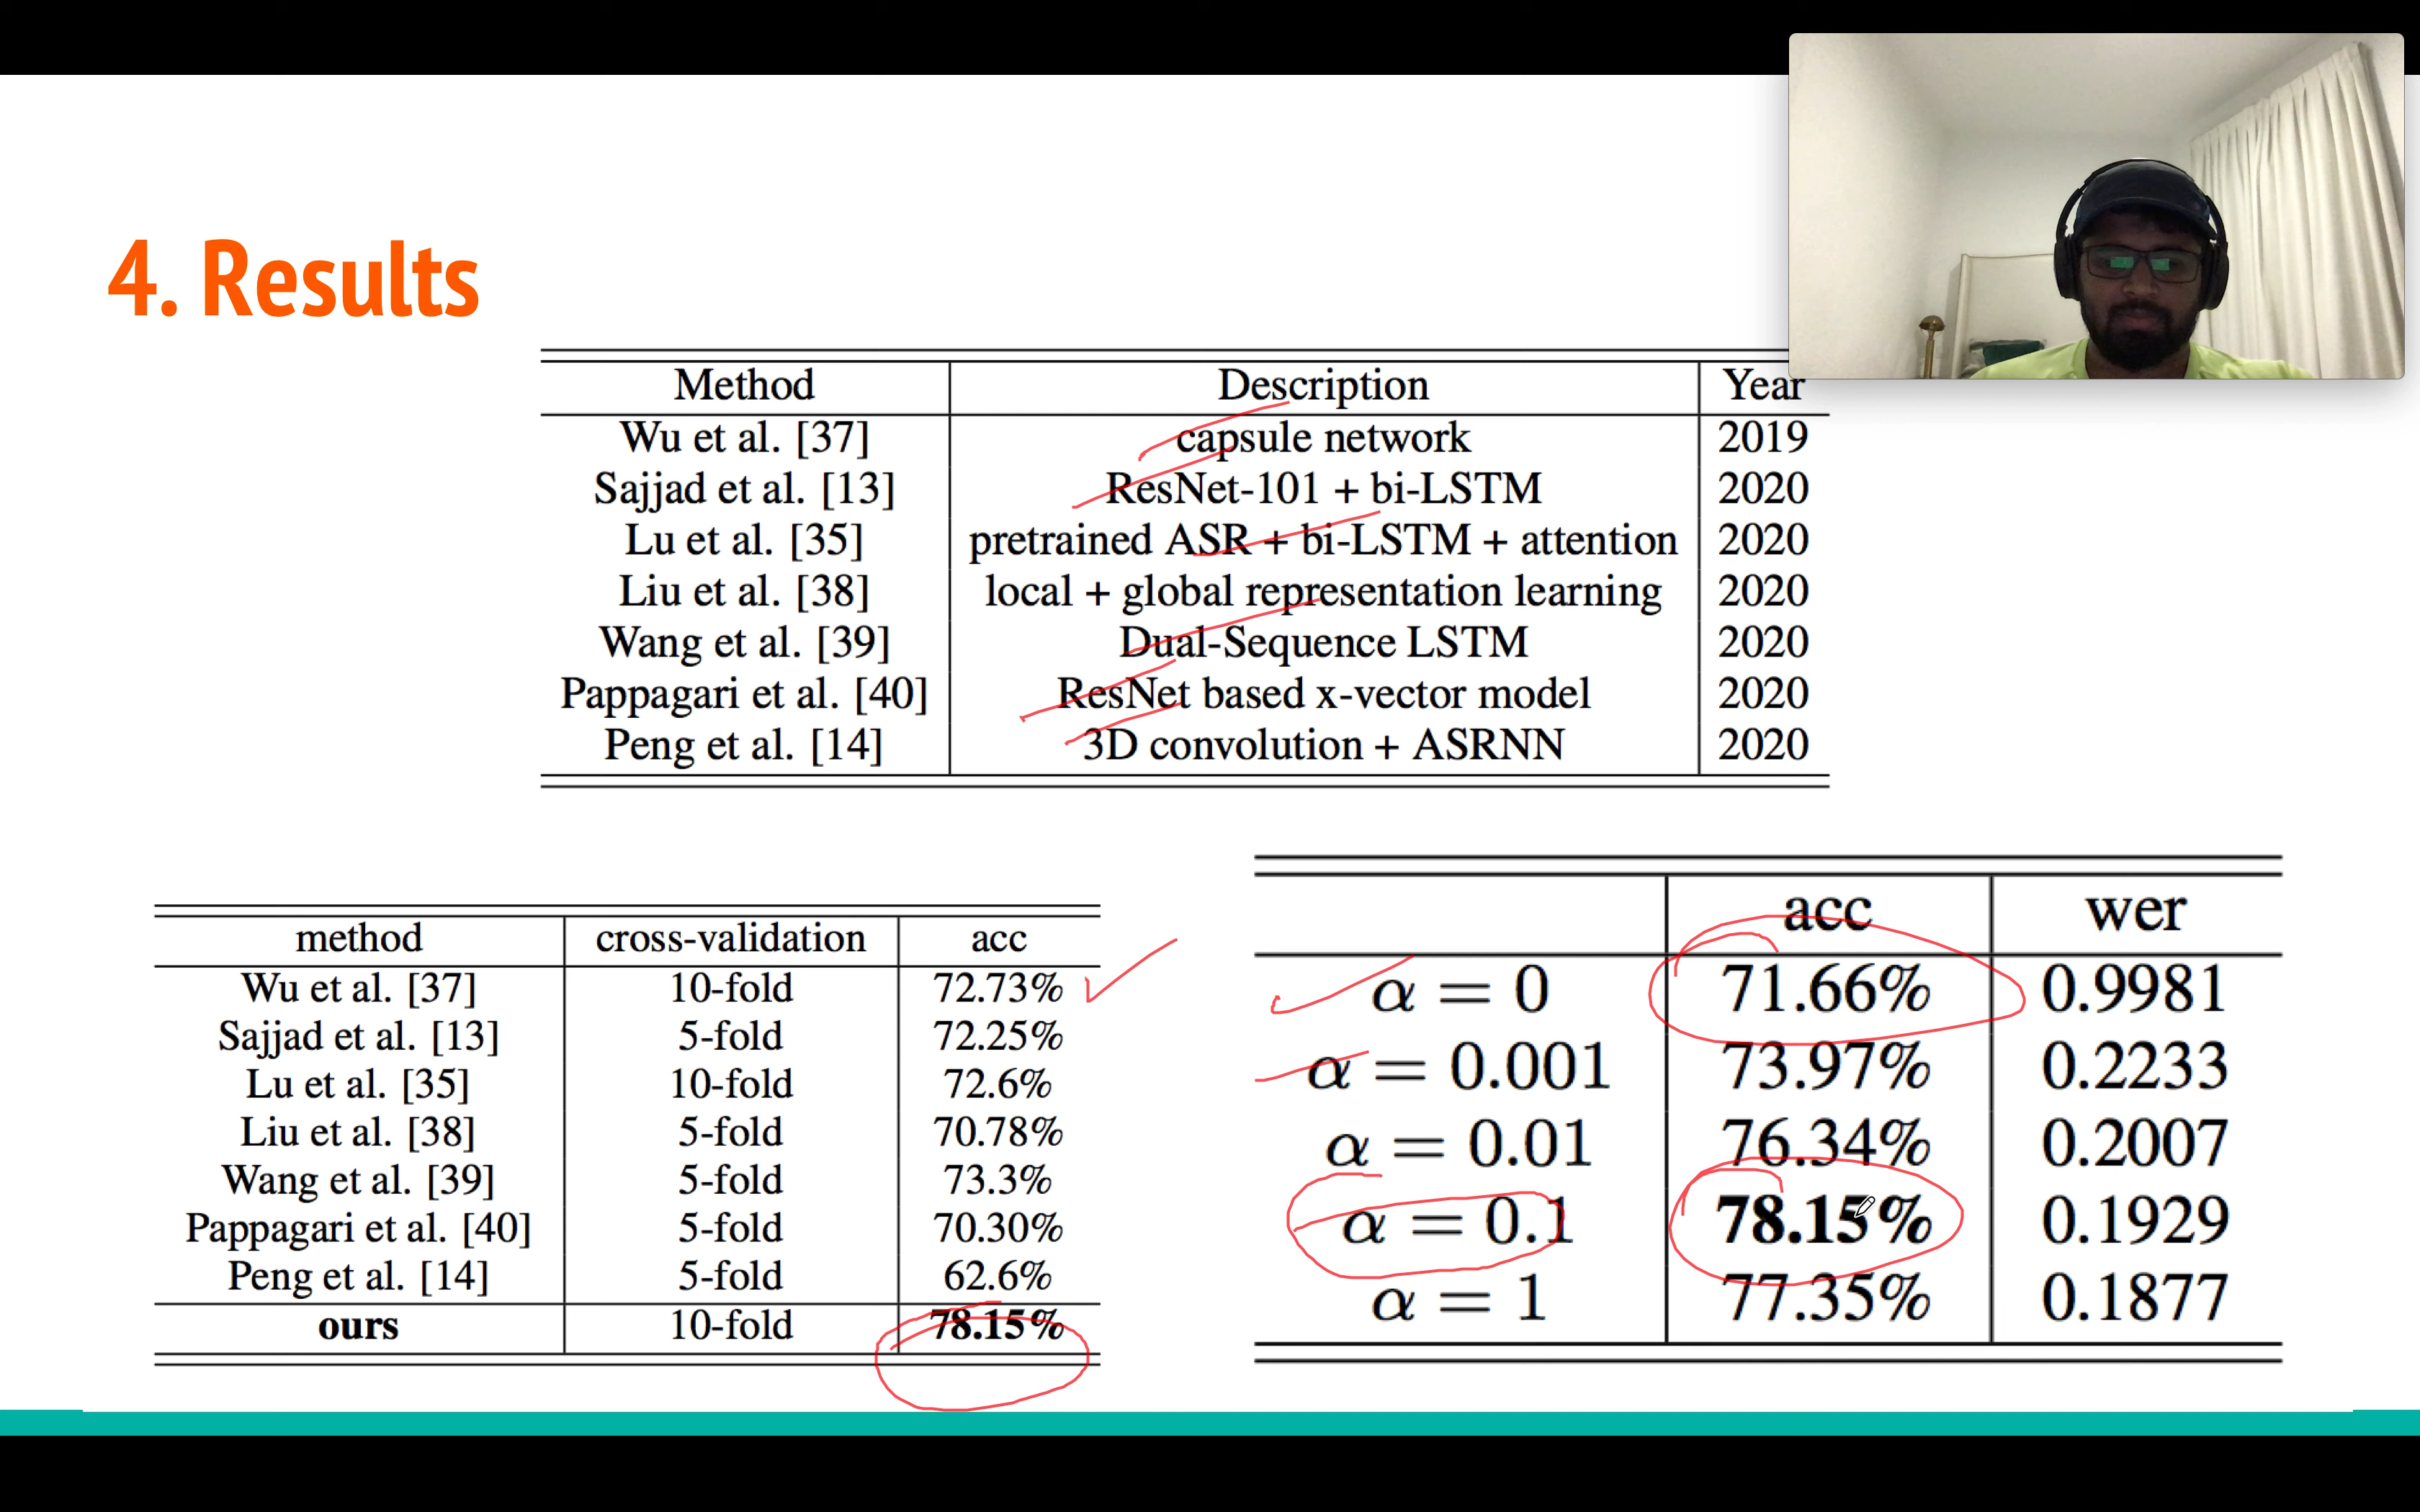 4. Results
Method Description Year
Wu et al. [37] capsule network 2019
Sajjad et al. [13] ResNet-101 + bi-LSTM 2020
Lu et al. [35] pretrained ASR + bi-LSTM + attention 2020
Liu et al. [38] local + global representation learning 2020
Wang et al. [39] Dual-Sequence LSTM 2020
Pappagari et al. [40] ResNet based x-vector model 2020
Peng et al. [14] 3D convolution + ASRNN 2020
method cross-validation acc
Wu et al. [37] 10-fold 72.73%
Sajjad et al. [13] 5-fold 72.25%
Lu et al. [35] 10-fold 72.6%
Liu et al. [38] 5-fold 70.78%
Wang et al. [39] 5-fold 73.3%
Pappagari et al. [40] 5-fold 70.30%
Peng et al. [14] 5-fold 62.6%
ours 10-fold 78.15%
acc wer
α = 0 71.66% 0.9981
α = 0.001 73.97% 0.2233
α = 0.01 76.34% 0.2007
α = 0.1 78.15% 0.1929
α = 1 77.35% 0.1877